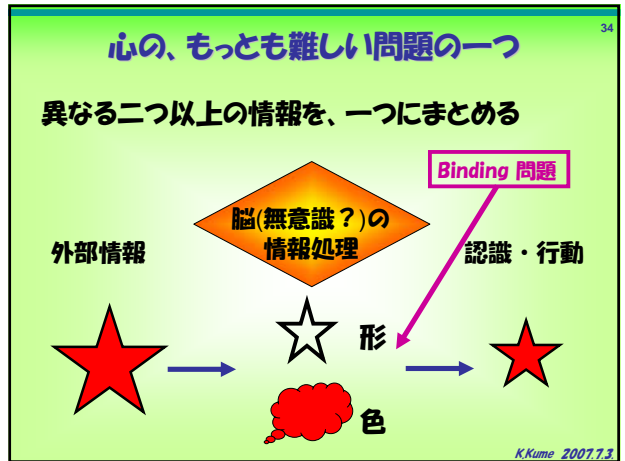 34
心の、もっとも難しい問題の一つ
異なる二つ以上の情報を、一つにまとめる
Binding 問題
脳(無意識？)の
情報処理
外部情報
認識・行動
形
色
K,Kume 2007.7.3.